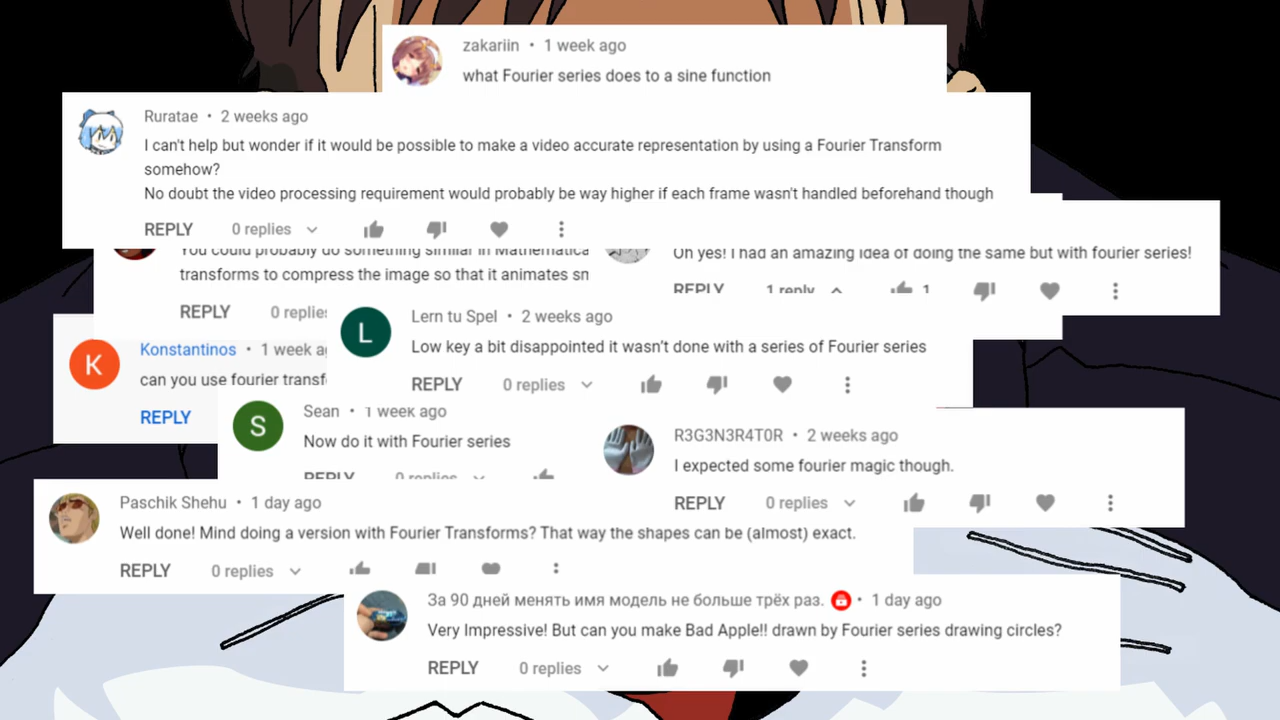 zakariin • 1 week ago
what Fourier series does to a sine function
Ruratae • 2 weeks ago
I can't help but wonder if it would be possible to make a video accurate representation by using a Fourier Transform
somehow?
No doubt the video processing requirement would probably be way higher if each frame wasn't handled beforehand though
REPLY 0 replies
You could probably do something similar in Mathematica
transforms to compress the image so that it animates
REPLY 0 replies
Oh yes! I had an amazing idea of doing the same but with fourier series!
REPLY 1 reply 1
L
Lern tu Spel • 2 weeks ago
Low key a bit disappointed it wasn't done with a series of Fourier series
REPLY 0 replies
K
Konstantinos • 1 week
can you use fourier
REPLY
S
Sean • 1 week ago
Now do it with Fourier series
REPLY 0 replies
R3G3N3R4T0R • 2 weeks ago
I expected some fourier magic though.
REPLY 0 replies
Paschik Shehu • 1 day ago
Well done! Mind doing a version with Fourier Transforms? That way the shapes can be (almost) exact.
REPLY 0 replies
За 90 дней менять имя модель не больше трёх раз. • 1 day ago
Very Impressive! But can you make Bad Apple!! drawn by Fourier series drawing circles?
REPLY 0 replies